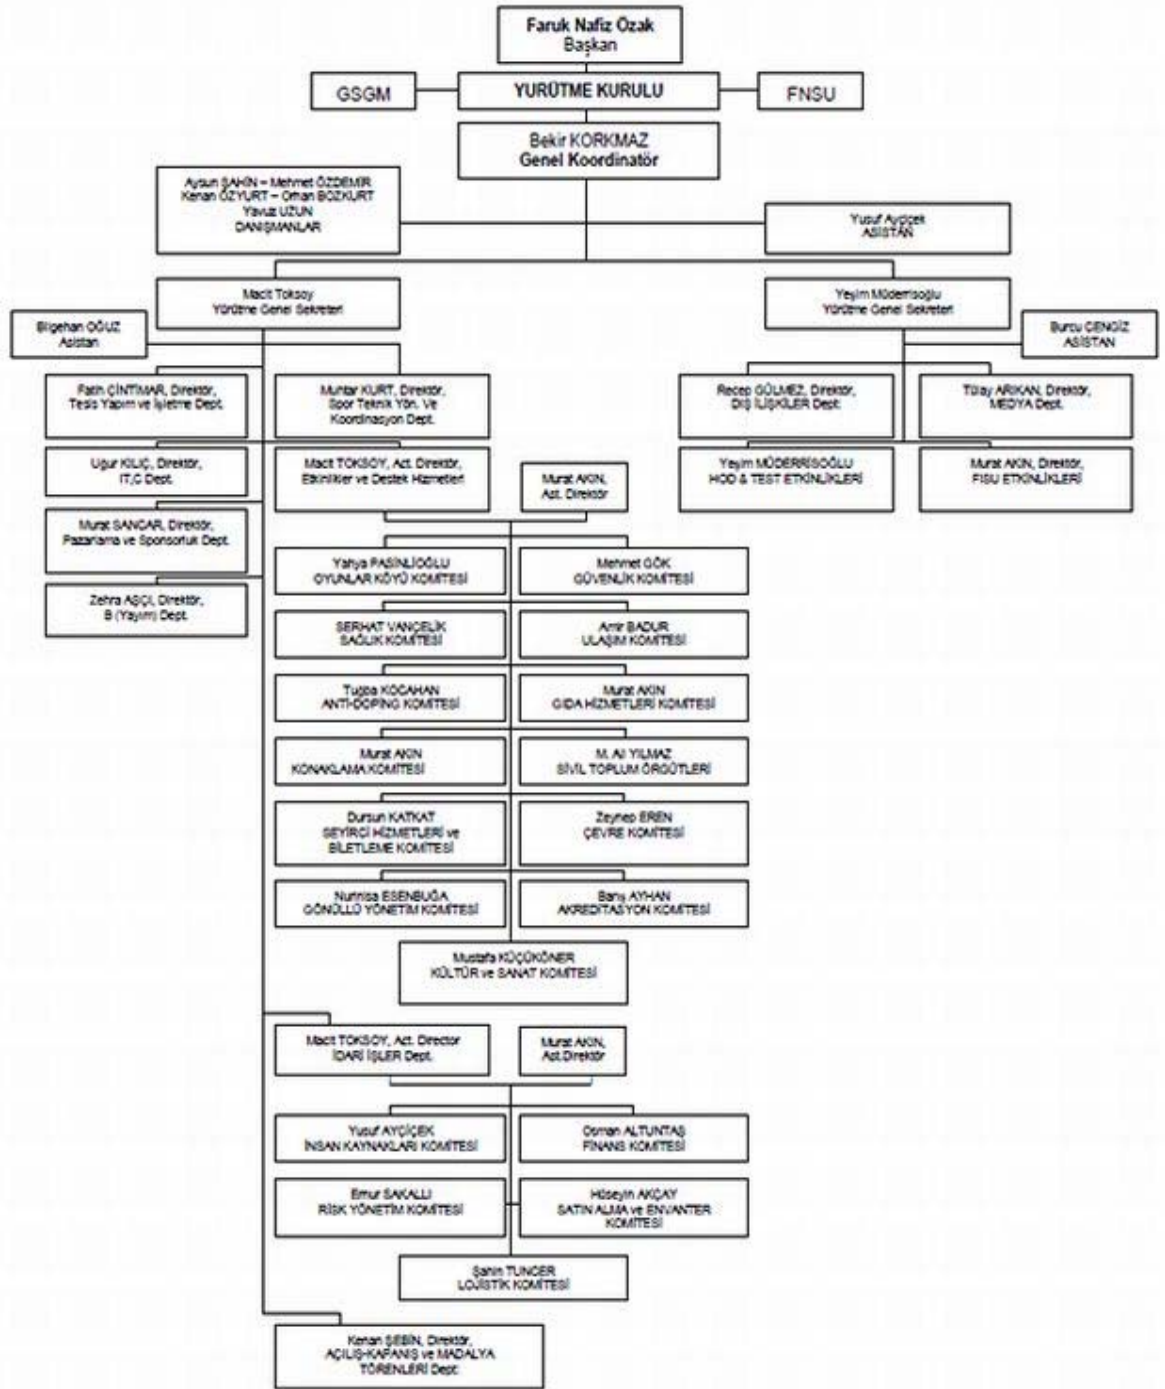 Faruk Nafiz Özak
Başkan
GSGM
YURÜTME KURULU
FNSU
Bekir KORKMAZ
Genel Koordinatör
Aysun ŞAHİN – Mehmet ÖZDEMİR
Kenan ÖZYURT – Orhan BOZKURT
Yavuz UZUN
DANIŞMANLAR
Yusuf Ayçiçek
ASİSTAN
Macit Toksoy
Yürütme Genel Sekreteri
Yeşim Müderrisoğlu
Yürütme Genel Sekreteri
Bilgehan OĞUZ
Asistan
Burcu CENGİZ
ASİSTAN
Fatih ÇİNTİMAR, Direktör,
Tesis Yapım ve İşletme Dept.
Muhtar KURT, Direktör,
Spor Teknik Yön. Ve
Koordinasyon Dept.
Recep GÜLMEZ, Direktör,
DIŞ İLİŞKİLER Dept.
Tülay ARIKAN, Direktör,
MEDYA Dept.
Uğur KILIÇ, Direktör,
IT,C Dept.
Macit TOKSOY, Act. Direktör,
Etkinlikler ve Destek Hizmetleri
Murat AKIN,
Ast. Direktör
Yeşim MÜDERRİSOĞLU
HOD & TEST ETKİNLİKLERİ
Murat AKIN, Direktör,
FISU ETKİNLİKLERİ
Murat SANCAR, Direktör,
Pazarlama ve Sponsorluk Dept.
Yahya PASİNLİOĞLU
OYUNLAR KÖYÜ KOMİTESİ
Mehmet GÖK
GÜVENLİK KOMİTESİ
Zehra AŞÇI, Direktör,
B (Yayım) Dept.
SERHAT VANÇELİK
SAĞLIK KOMİTESİ
Amir BADUR
ULAŞIM KOMİTESİ
Tuğba KOCAHAN
ANTİ-DOPING KOMİTESİ
Murat AKIN
GIDA HİZMETLERİ KOMİTESİ
Murat AKIN
KONAKLAMA KOMİTESİ
M. Ali YILMAZ
SİVİL TOPLUM ÖRGÜTLERİ
Dursun KATKAT
SEYİRCİ HİZMETLERİ ve
BİLETLEME KOMİTESİ
Zeynep EREN
ÇEVRE KOMİTESİ
Nurinisa ESENBUĞA
GÖNÜLLÜ YÖNETİM KOMİTESİ
Barış AYHAN
AKREDİTASYON KOMİTESİ
Mustafa KÜÇÜKÖNER
KÜLTÜR ve SANAT KOMİTESİ
Macit TOKSOY, Act. Director
İDARİ İŞLER Dept.
Murat AKIN,
Ast.Direktör
Yusuf AYÇİÇEK
İNSAN KAYNAKLARI KOMİTESİ
Osman ALTUNTAŞ
FİNANS KOMİTESİ
SAKALLI
RİSK YÖNETİM KOMİTESİ
Hüseyin AKÇAY
SATIN ALMA ve ENVANTER
KOMİTESİ
Şahin TUNCER
LOJİSTİK KOMİTESİ
Kenan ŞEBİN, Direktör,
AÇILIŞ-KAPANIŞ ve MADALYA
TÖRENLERİ Dept.